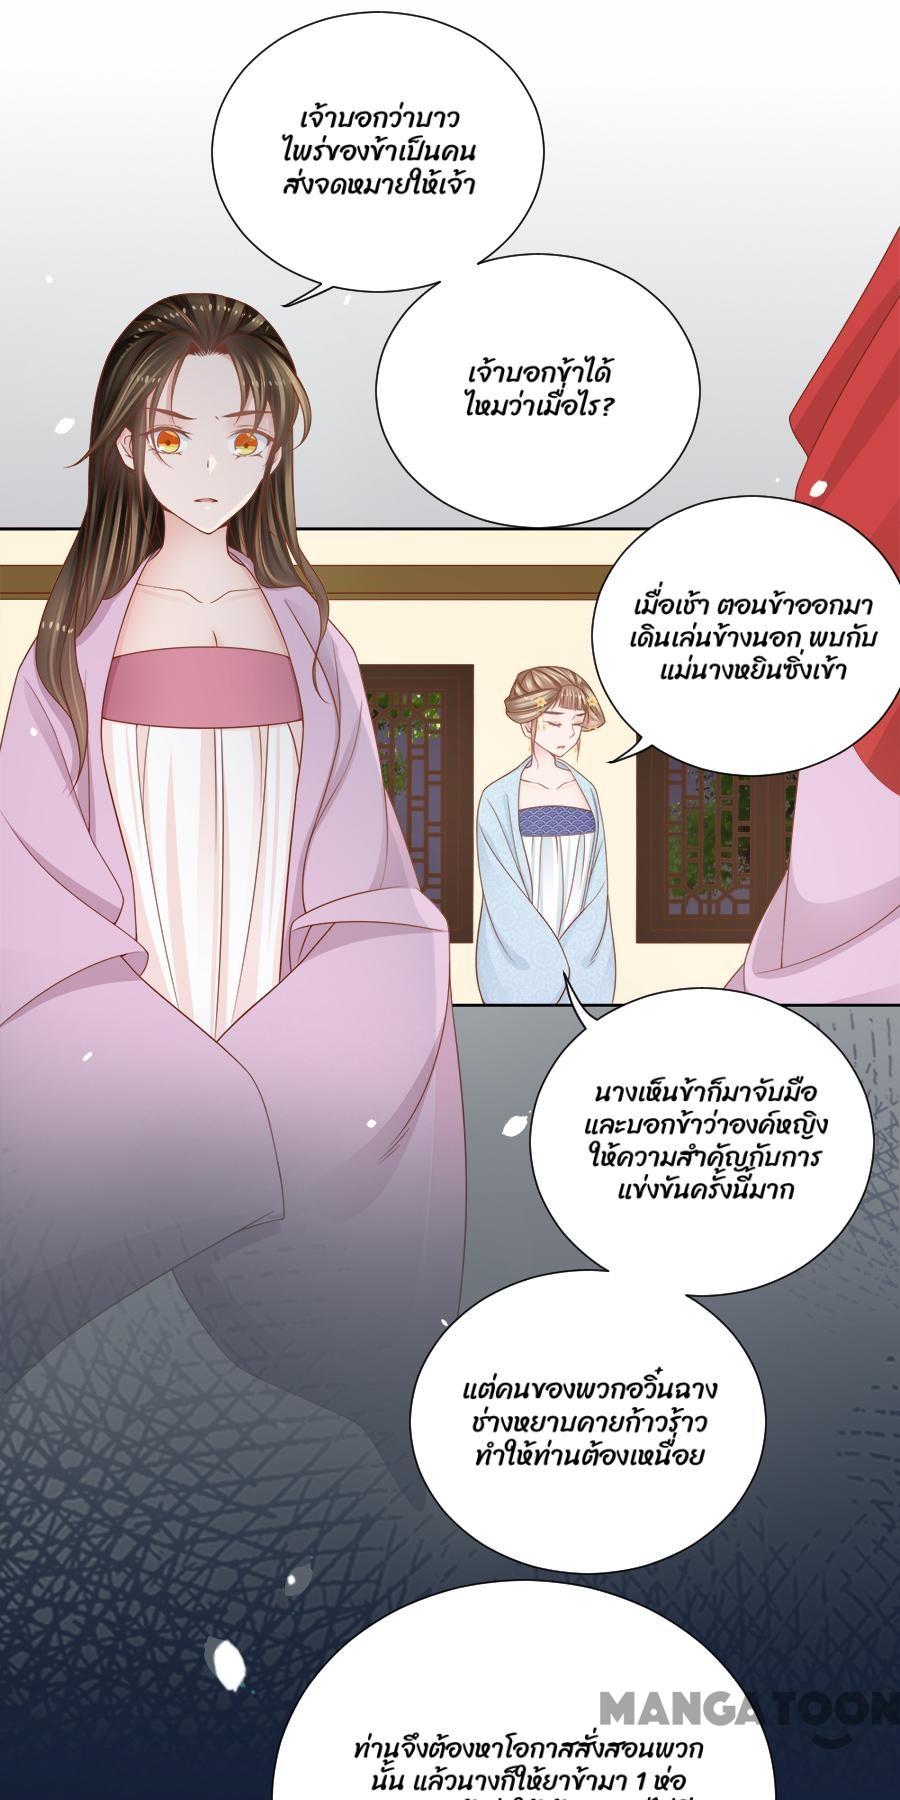 เจ้าบอกว่าบาว
ไพร่ของข้าเป็นคน
ส่งจดหมายให้เจ้า
เจ้าบอกข้าได้
ไหมว่าเมื่อไร?
เมื่อเช้า ตอนข้าออกมา
เดินเล่นข้างนอก พบกับ
แม่นางหยินซิ่งเข้า
นางเห็นข้าก็มาจับมือ
และบอกข้าว่าองค์หญิง
ให้ความสำคัญกับการ
แข่งขันครั้งนี้มาก
แต่คนของพวกอวิ๋นฉาง
ช่างหยาบคายก้าวร้าว
ทำให้ท่านต้องเหนื่อย
MANGATOON
ท่านจึงต้องหาโอกาสสั่งสอนพวก
นั้น แล้วนางก็ให้ยาข้ามา 1 ห่อ